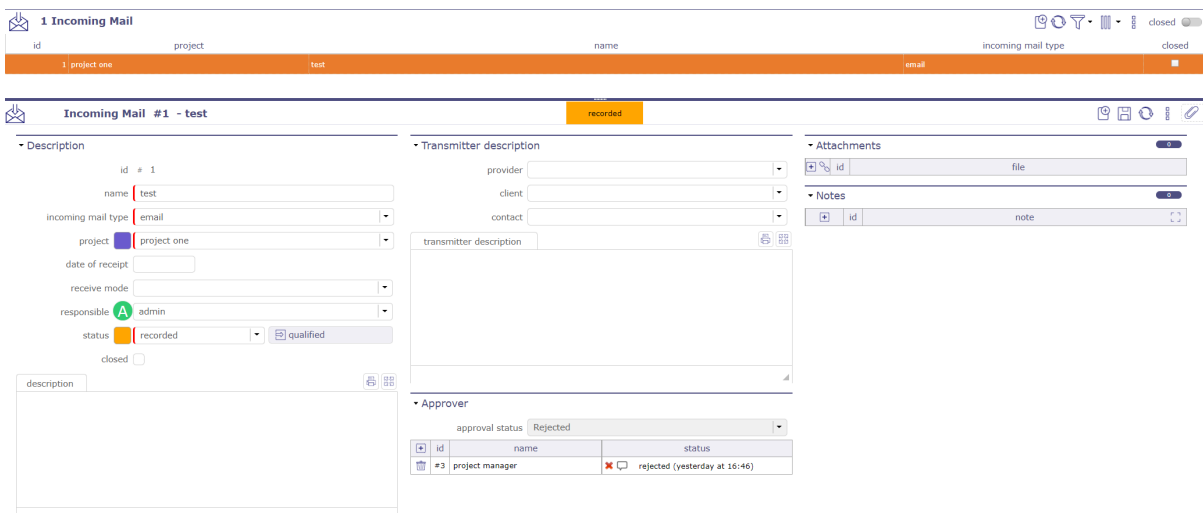 1 Incoming Mail
closed
id project name incoming mail type closed
1 project one test email
Incoming Mail #1 - test
recorded
Description
id # 1
name test
incoming mail type email
project project one
date of receipt
receive mode
responsible A admin
status recorded qualified
closed
description
Transmitter description
provider
client
contact
transmitter description
Approver
approval status Rejected
id name status
#3 project manager rejected (yesterday at 16:46)
Attachments 0
id file
Notes 0
id note